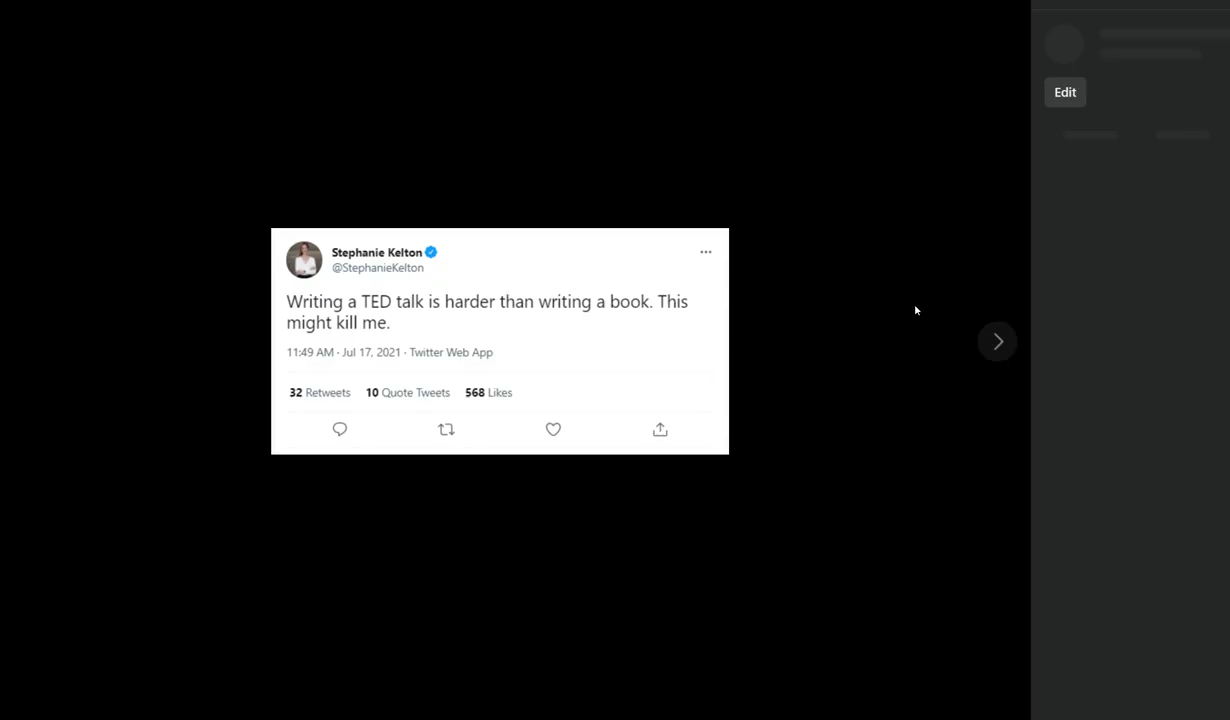 Edit
Stephanie Kelton
@StephanieKelton
Writing a TED talk is harder than writing a book. This
might kill me.
11:49 AM · Jul 17, 2021 · Twitter Web App
32 Retweets 10 Quote Tweets 568 Likes